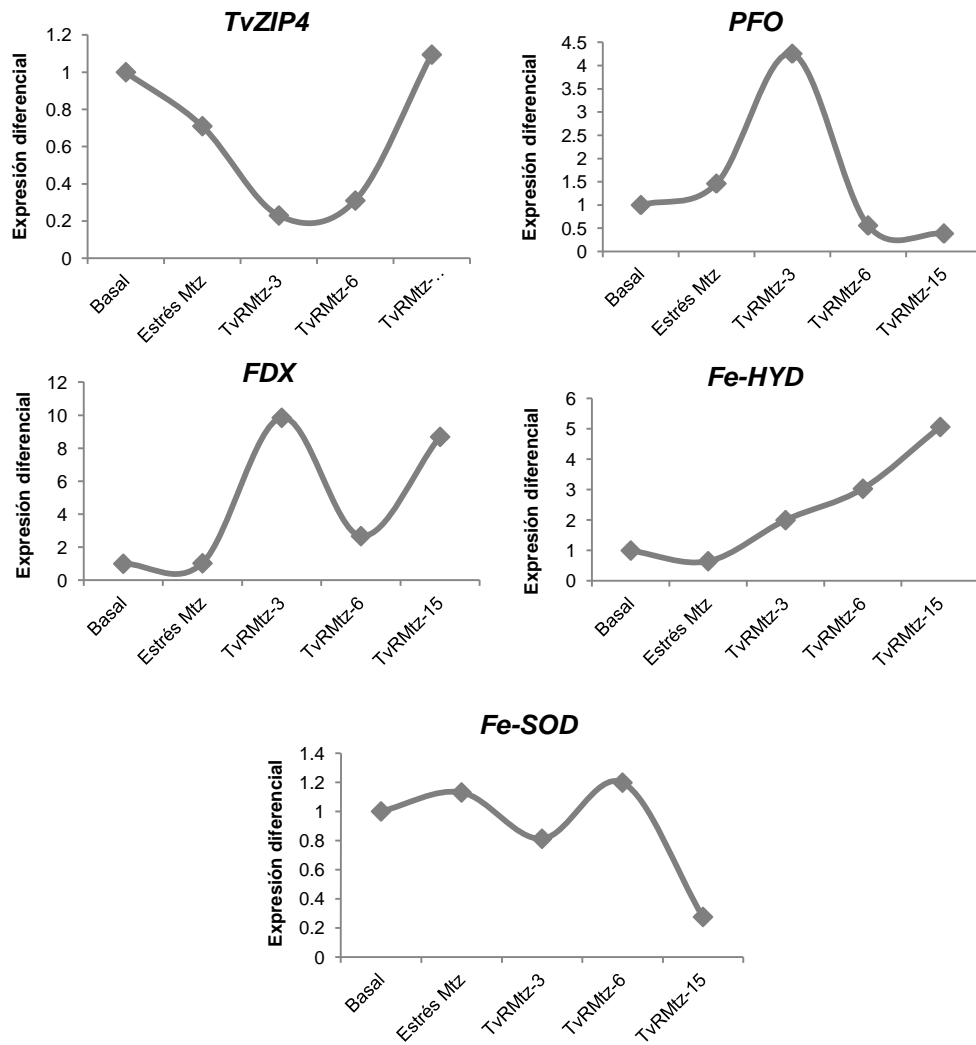 TvZIP4
Expresión diferencial
1.2
1
0.8
0.6
0.4
0.2
0
Basal
Estrés Mtz
TvRMtz-3
TvRMtz-6
TvRMtz-...
PFO
Expresión diferencial
4.5
4
3.5
3
2.5
2
1.5
1
0.5
0
Basal
Estrés Mtz
TvRMtz-3
TvRMtz-6
TvRMtz-15
FDX
Expresión diferencial
12
10
8
6
4
2
0
Basal
Estrés Mtz
TvRMtz-3
TvRMtz-6
TvRMtz-15
Fe-HYD
Expresión diferencial
6
5
4
3
2
1
0
Basal
Estrés Mtz
TvRMtz-3
TvRMtz-6
TvRMtz-15
Fe-SOD
Expresión diferencial
1.4
1.2
1
0.8
0.6
0.4
0.2
0
Basal
Estrés Mtz
TvRMtz-3
TvRMtz-6
TvRMtz-15